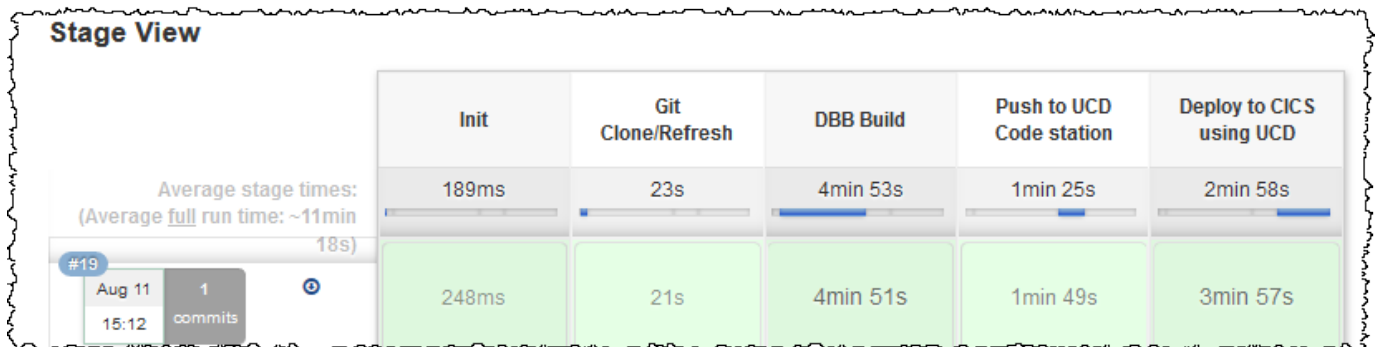 Stage View
Init
Git
Clone/Refresh
DBB Build
Push to UCD
Code station
Deploy to CICS
using UCD
Average stage times:
(Average full run time: ~11min
18s)
189ms
23s
4min 53s
1min 25s
2min 58s
#19
Aug 11
15:12
1
commits
248ms
21s
4min 51s
1min 49s
3min 57s